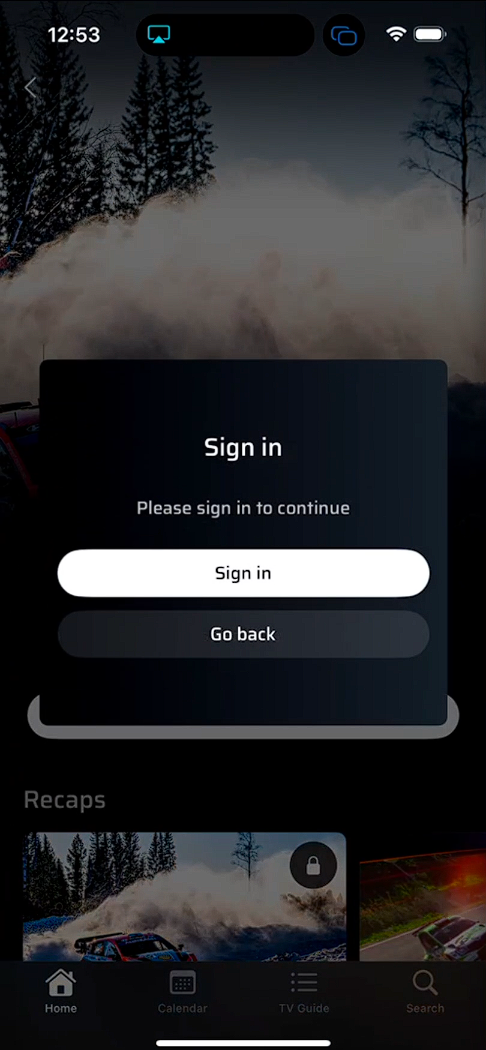 12:53
Sign in
Please sign in to continue
Sign in
Go back
Recaps
Home
Calendar
TV Guide
Search